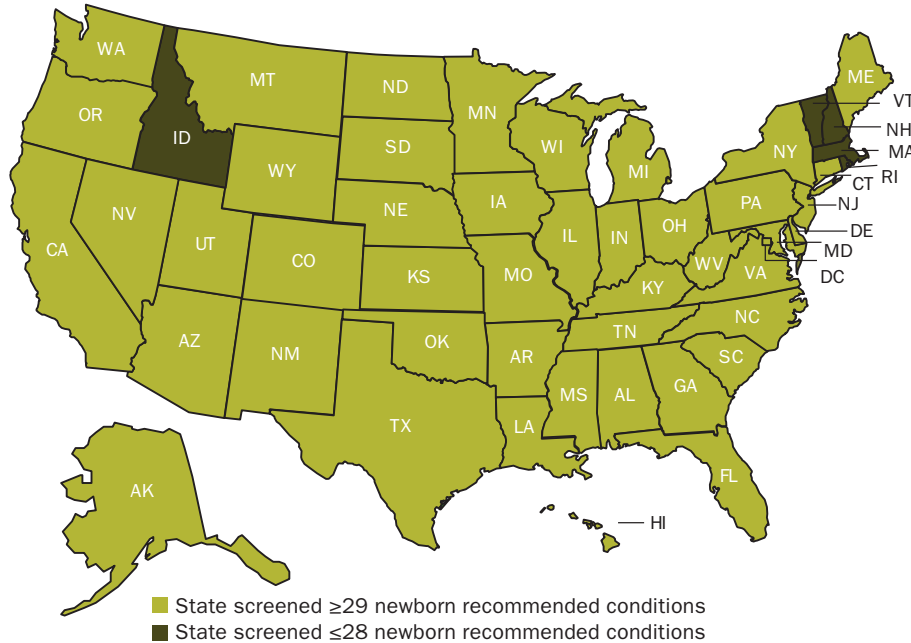 WA
MT
ND
MN
ME
VT
NH
MA
RI
CT
OR
ID
SD
WI
NY
WY
MI
NJ
IA
PA
NE
NV
OH
DE
IL
IN
MD
UT
CA
CO
WV
DC
KS
MO
VA
KY
NC
TN
AZ
OK
NM
AR
SC
MS
AL
GA
TX
LA
FL
AK
HI
State screened ≥29 newborn recommended conditions
State screened ≤28 newborn recommended conditions